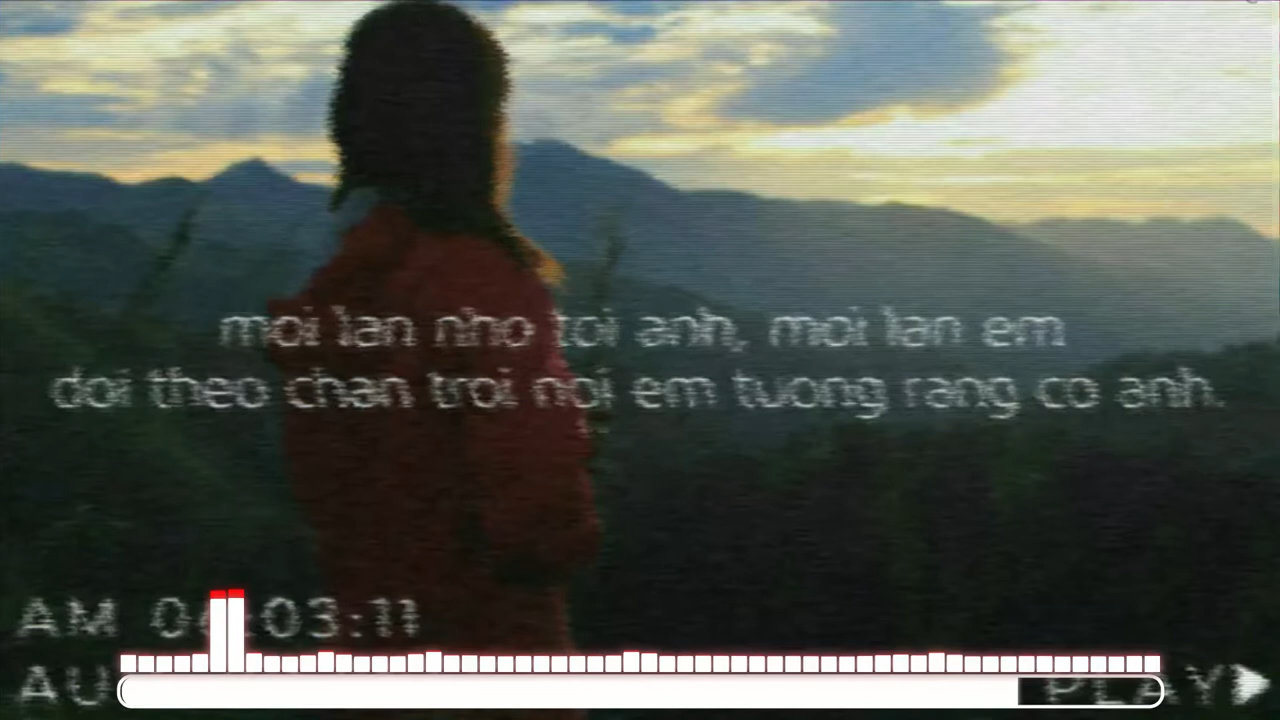 moi lan nho toi anh, moi lan em
doi theo chan troi noi em tuong rang co anh.
AM
03:11
PLAY